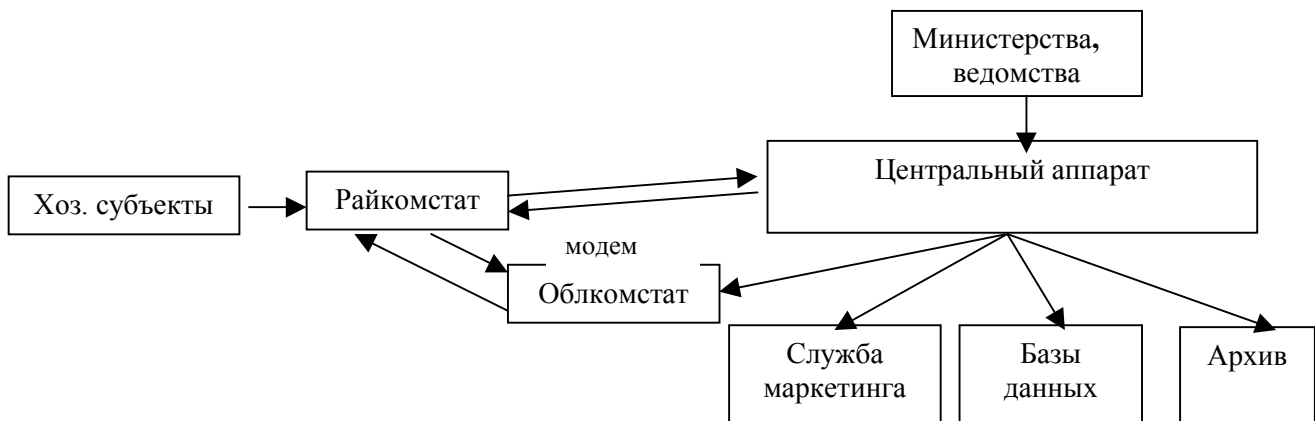 Министерства,
ведомства
Центральный аппарат
Хоз. субъекты
Райкомстат
модем
Облкомстат
Служба
маркетинга
Базы
данных
Архив